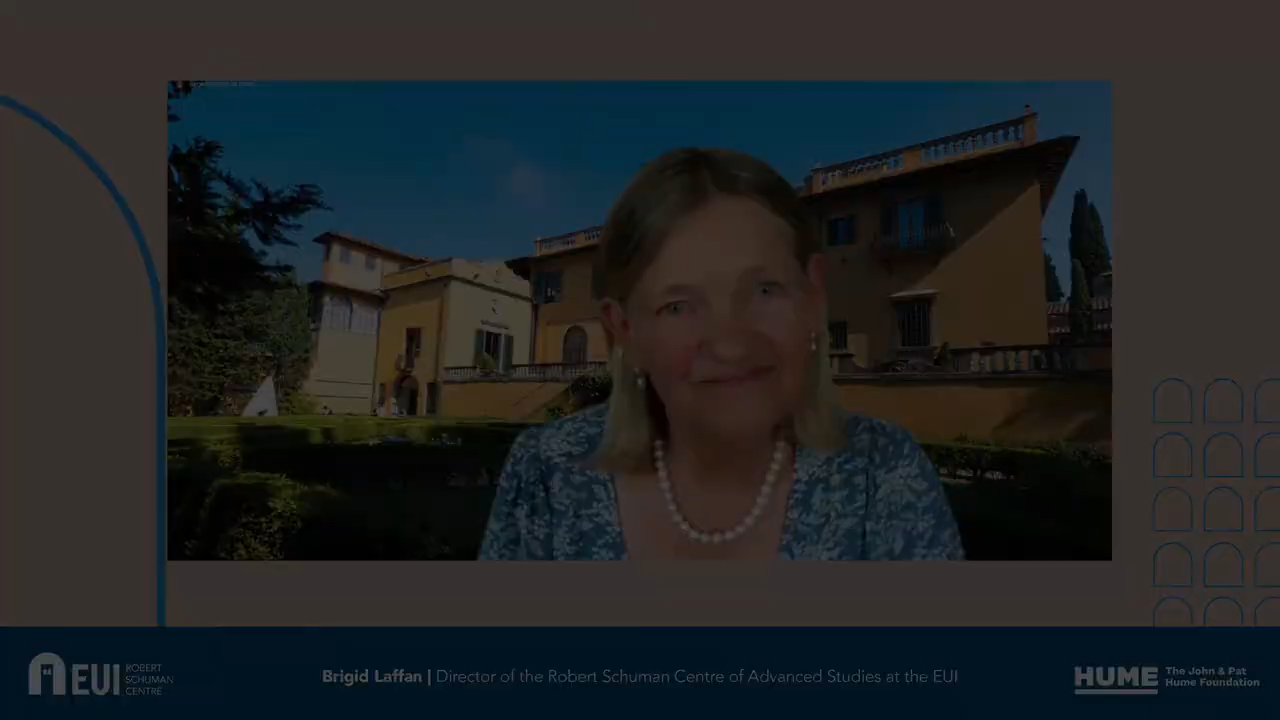 EUI
ROBERT
SCHUMAN
CENTRE
Brigid Laffan | Director of the Robert Schuman Centre of Advanced Studies at the EUI
HUME
The John & Pat
Hume Foundation